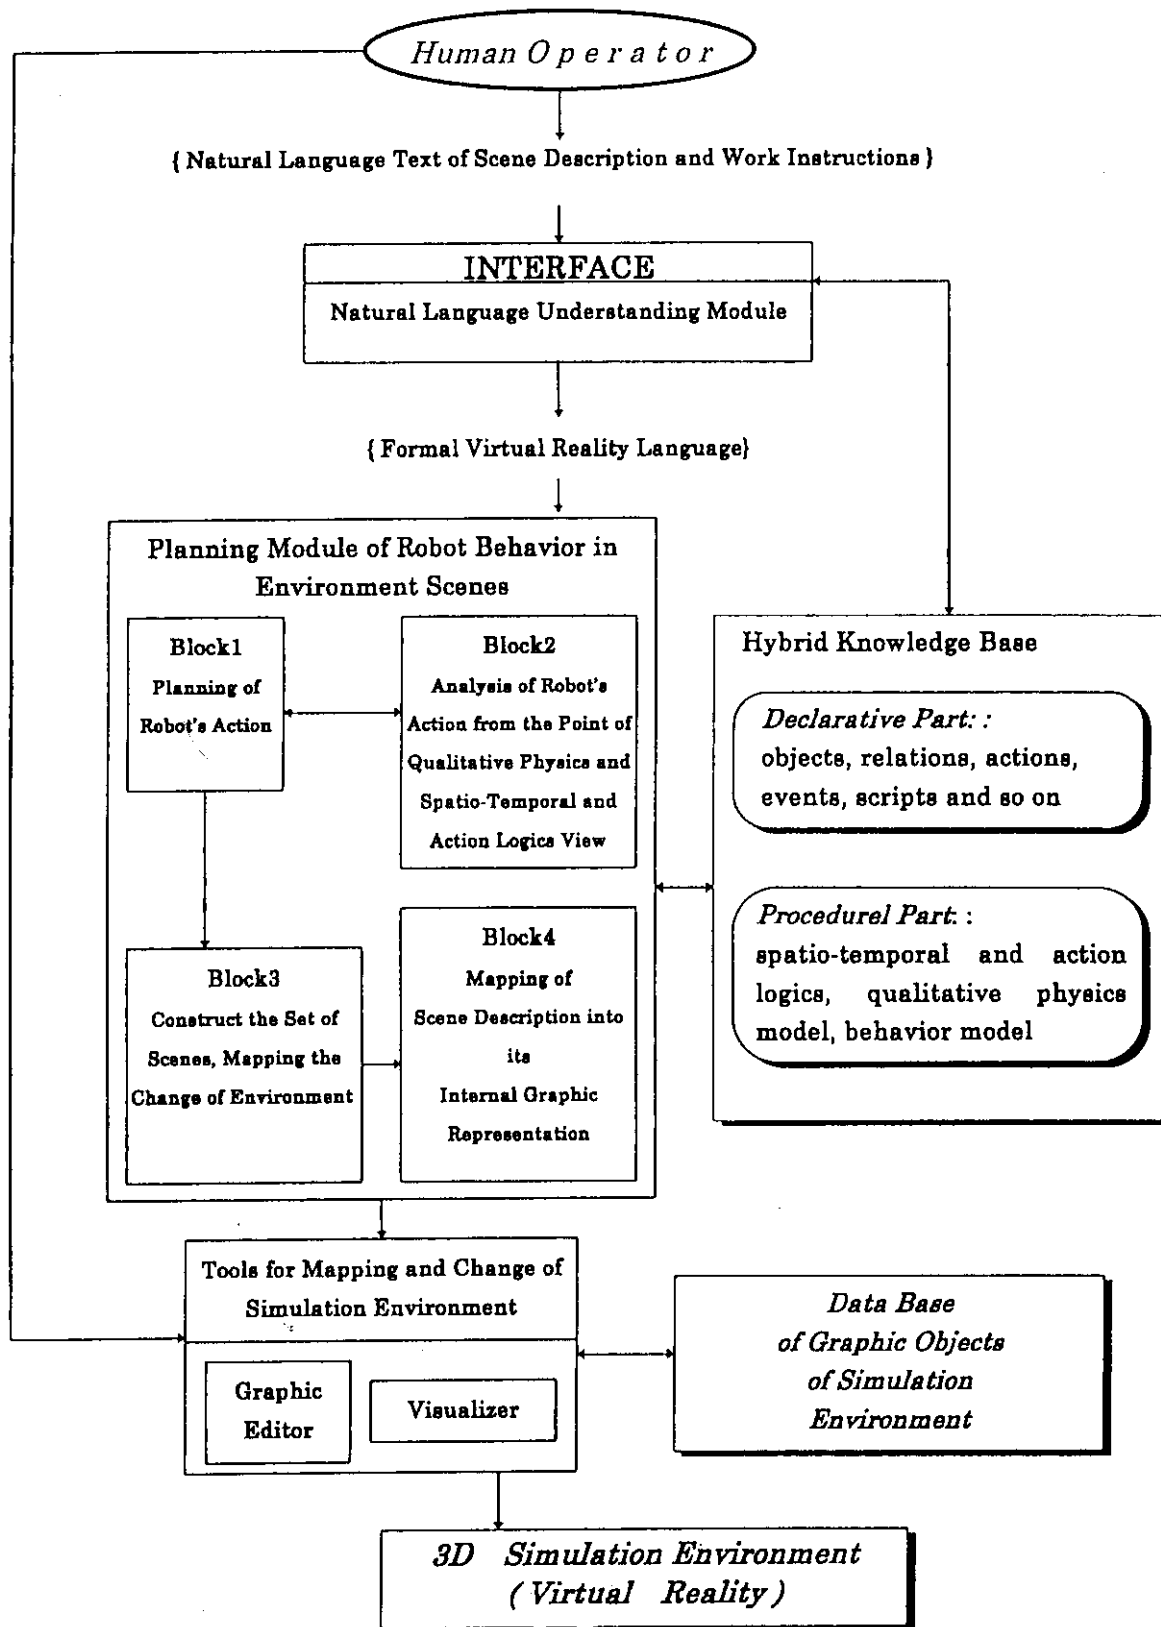 Human Operator
{ Natural Language Text of Scene Description and Work Instructions }
INTERFACE
Natural Language Understanding Module
{ Formal Virtual Reality Language}
Planning Module of Robot Behavior in
Environment Scenes
Block1
Planning of
Robot's Action
Block2
Analysis of Robot's
Action from the Point of
Qualitative Physics and
Spatio-Temporal and
Action Logics View
Block3
Construct the Set of
Scenes, Mapping the
Change of Environment
Block4
Mapping of
Scene Description into
its
Internal Graphic
Representation
Hybrid Knowledge Base
Declarative Part: :
objects, relations, actions,
events, scripts and so on
Procedurel Part: :
spatio-temporal and action
logics, qualitative physics
model, behavior model
Tools for Mapping and Change of
Simulation Environment
Graphic
Editor
Visualizer
Data Base
of Graphic Objects
of Simulation
Environment
3D Simulation Environment
( Virtual Reality )